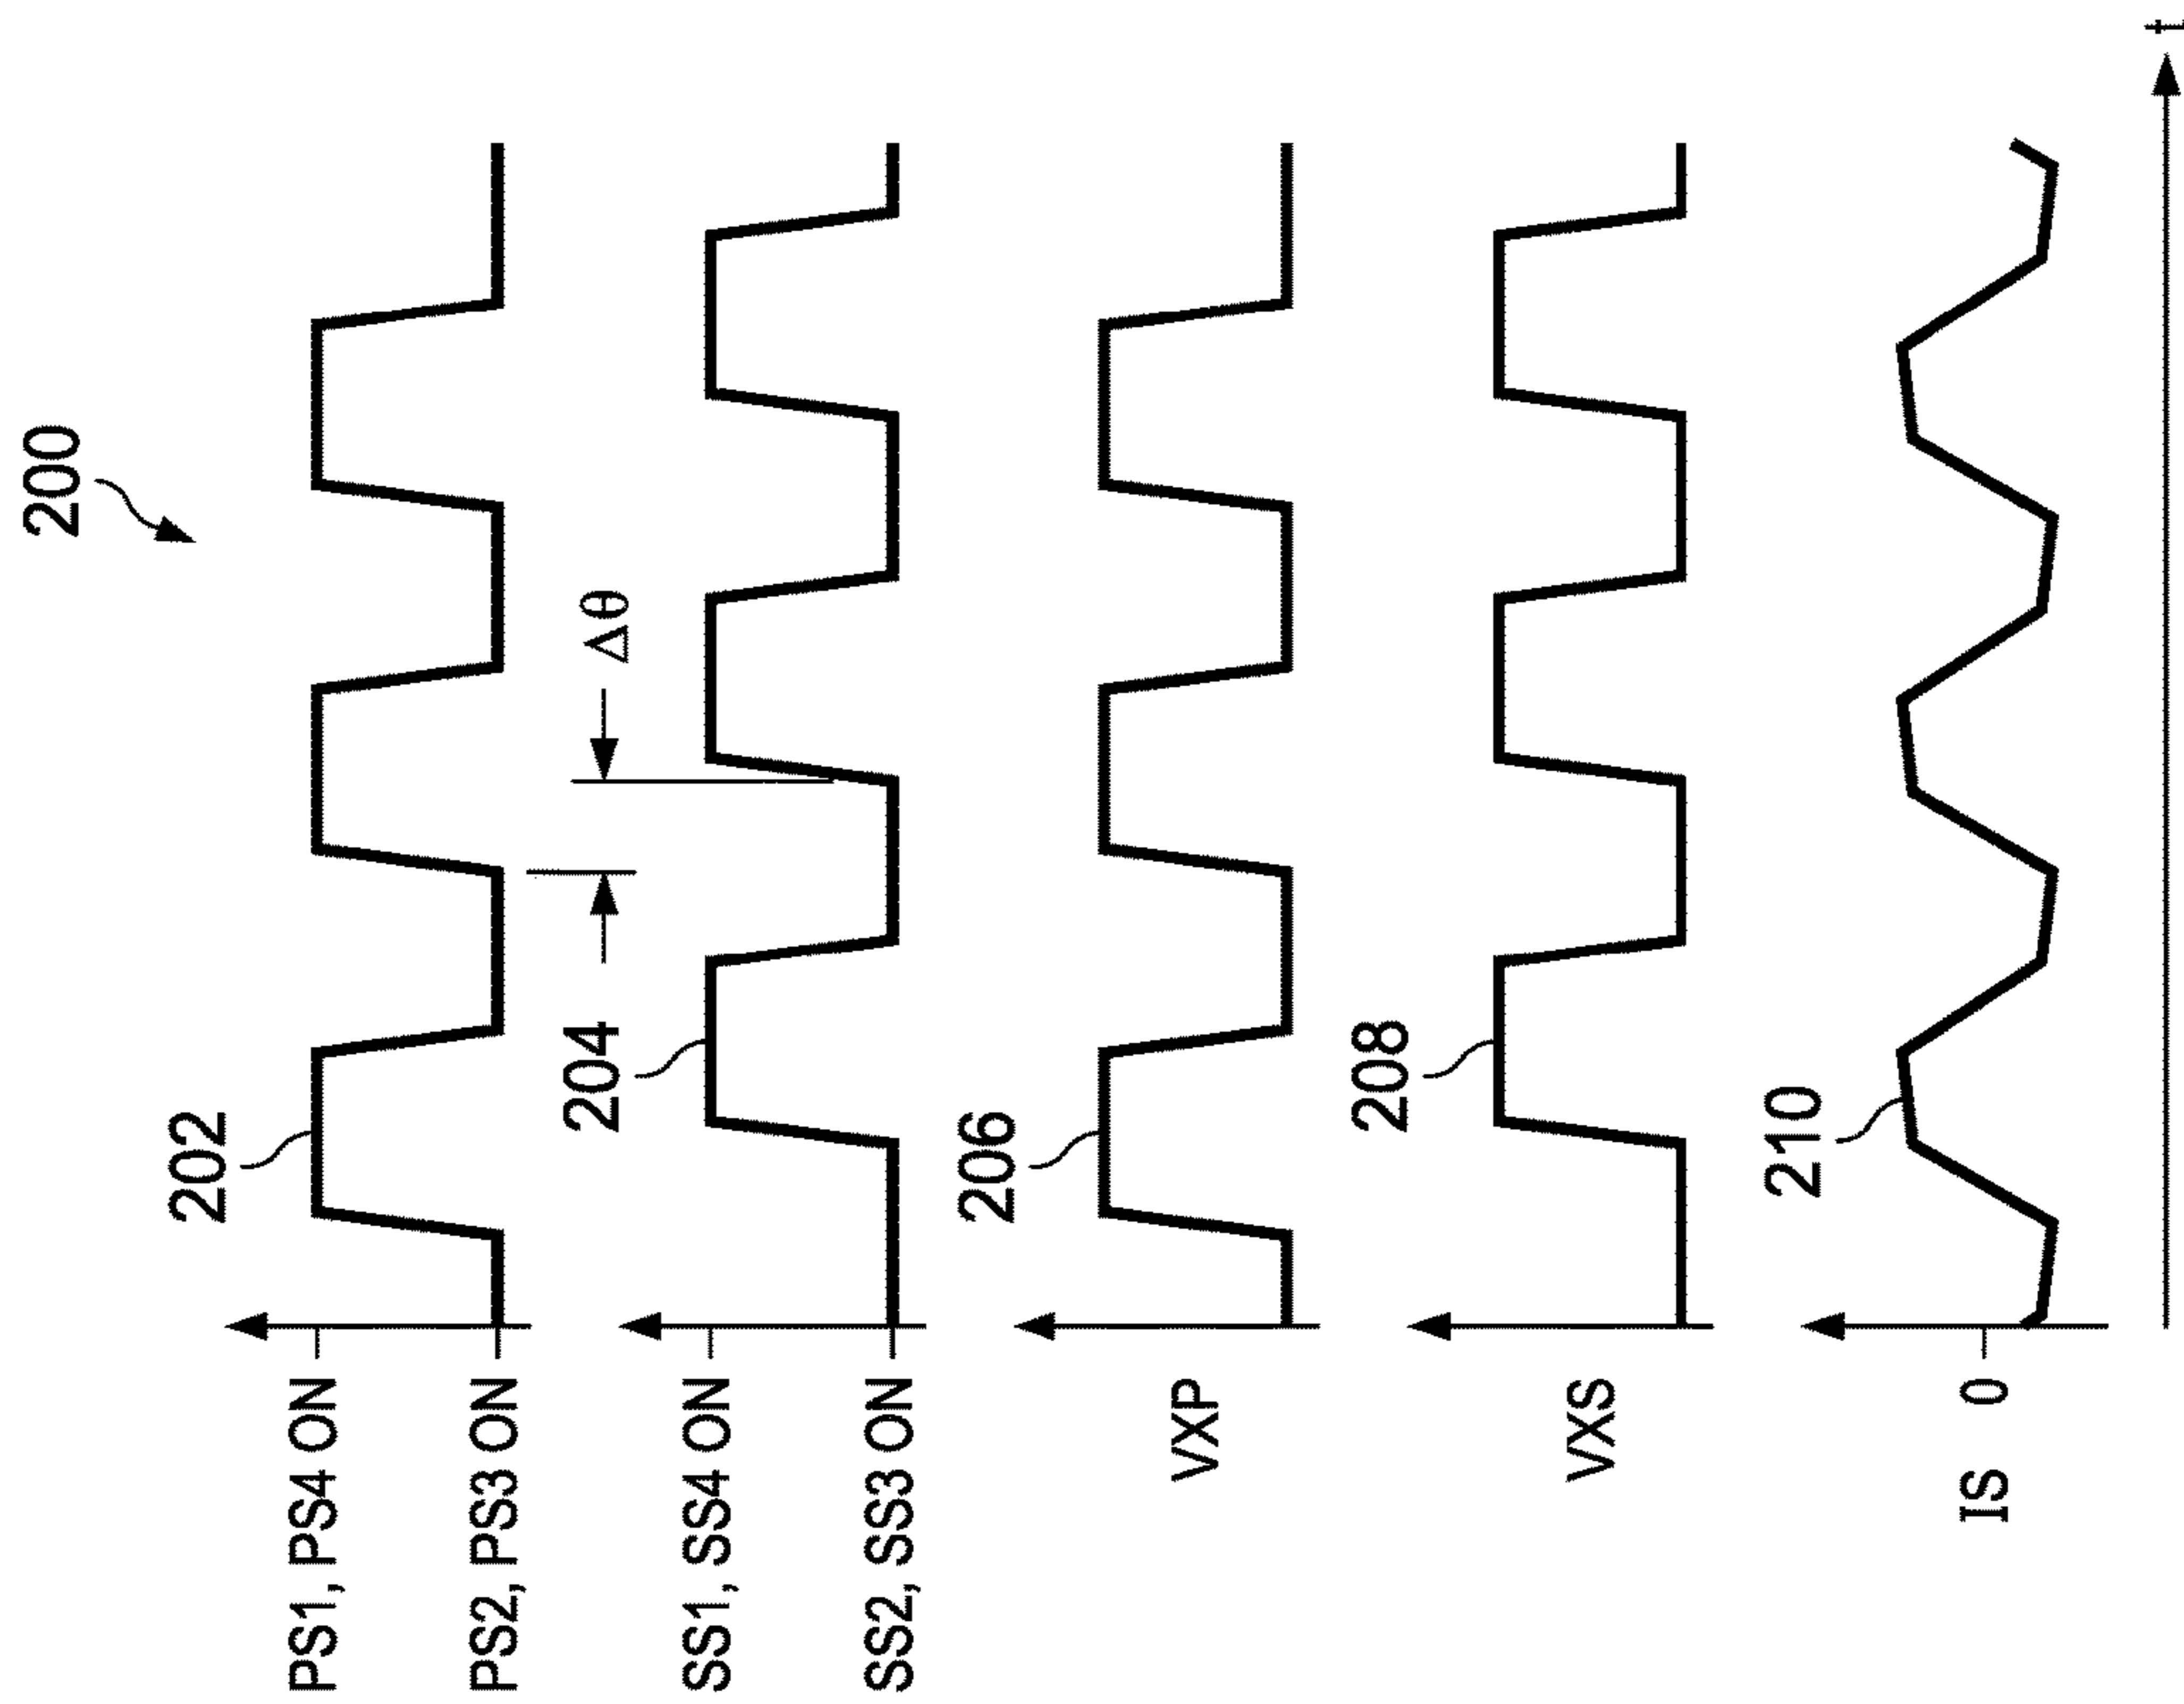 200
202
PS1, PS4 ON
PS2, PS3 ON
Δθ
204
SS1, SS4 ON
SS2, SS3 ON
206
VXP
208
VXS
210
IS 0
t